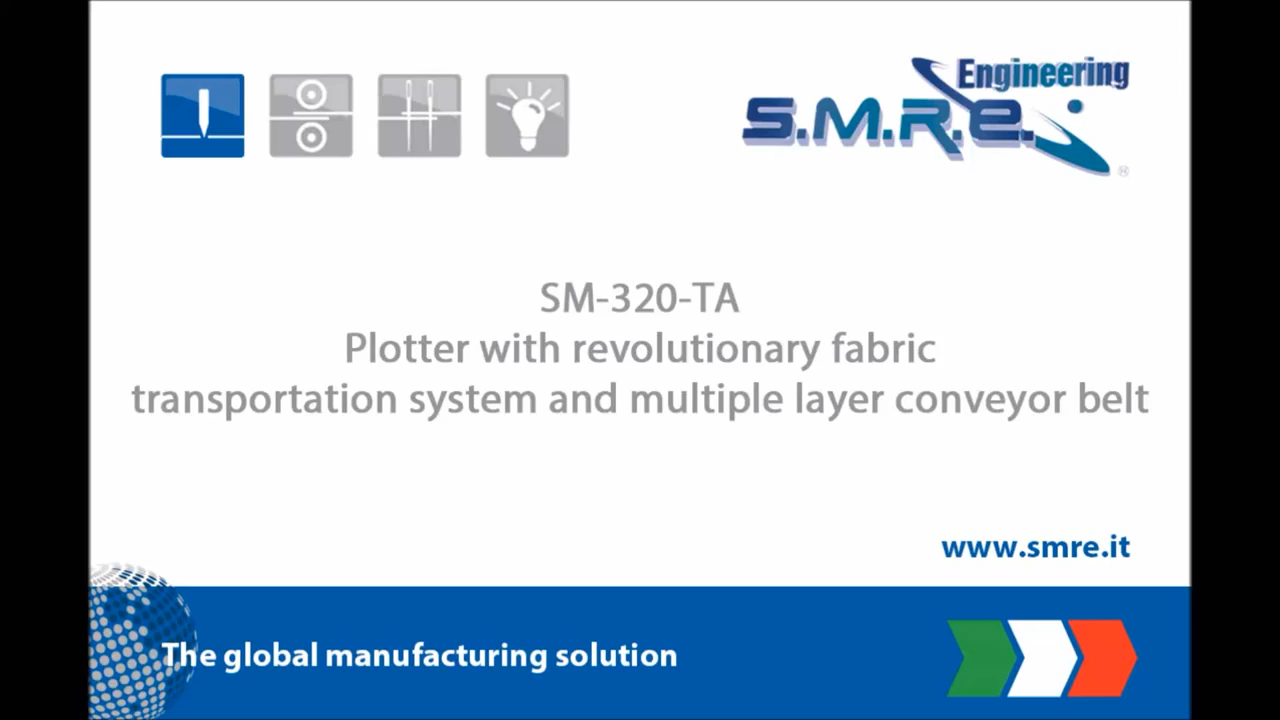 Engineering
S.M.R.e.
®
SM-320-TA
Plotter with revolutionary fabric
transportation system and multiple layer conveyor belt
www.smre.it
The global manufacturing solution